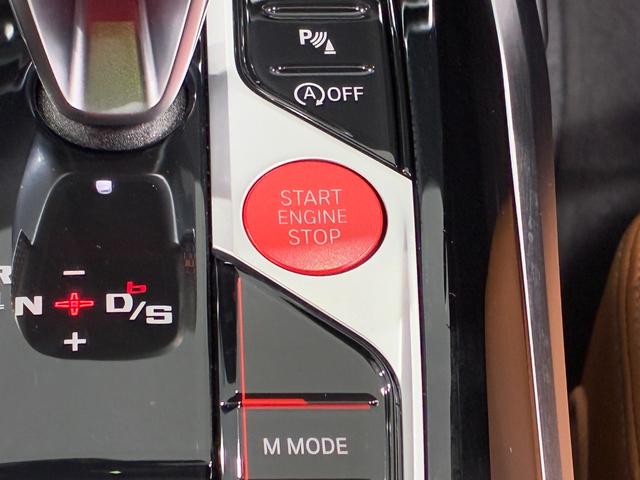 P
A OFF
START
ENGINE
STOP
R
−
N D/S
+
M MODE